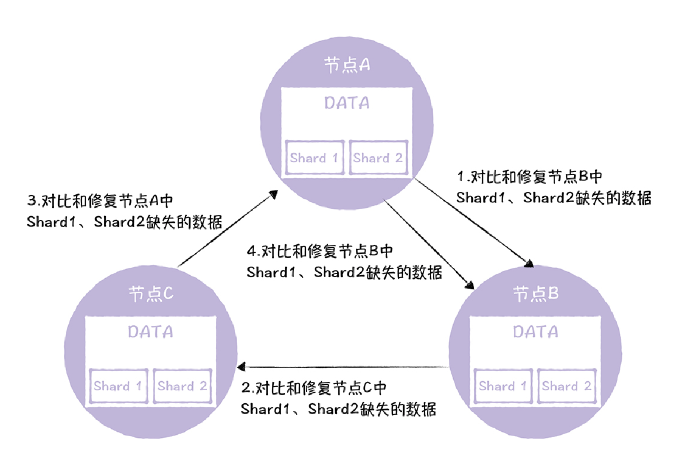 节点A
DATA
Shard 1 Shard 2
1.对比和修复节点B中
Shard1、Shard2缺失的数据
3.对比和修复节点A中
Shard1、Shard2缺失的数据
4.对比和修复节点B中
Shard1、Shard2缺失的数据
节点C
DATA
Shard 1 Shard 2
节点B
DATA
Shard 1 Shard 2
2.对比和修复节点C中
Shard1、Shard2缺失的数据